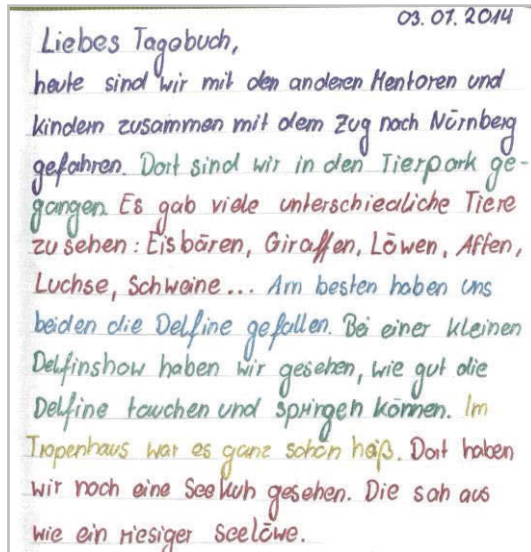 03.07.2014
Liebes Tagebuch,
heute sind wir mit den anderen Mentoren und
kindern zusammen mit dem Zug nach Nürnberg
gefahren. Dort sind wir in den Tierpark ge-
gangen. Es gab viele unterschiedliche Tiere
zu sehen: Eisbären, Giraffen, Löwen, Affen,
Luchse, Schweine... Am besten haben uns
beiden die Delfine gefallen. Bei einer kleinen
Delfinshow haben wir gesehen, wie gut die
Delfine tauchen und springen können. Im
Tropenhaus war es ganz schön heiß. Dort haben
wir noch eine Seekuh gesehen. Die sah aus
wie ein riesiger Seelöwe.